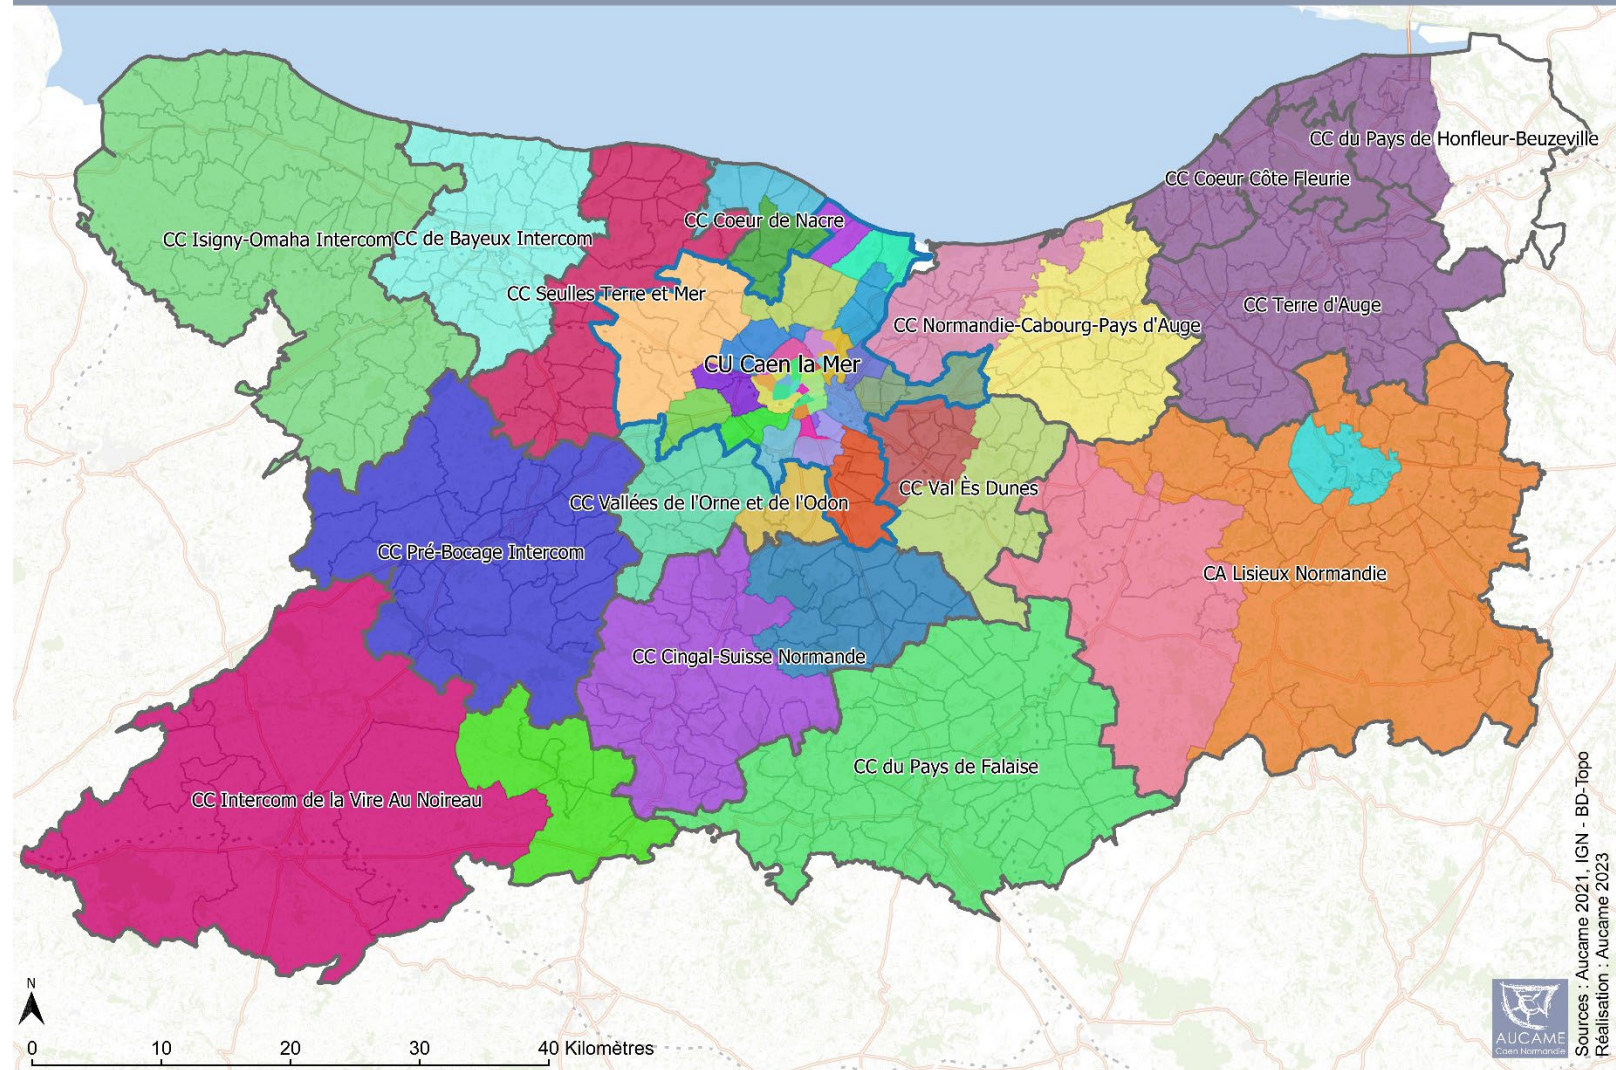 CC du Pays de Honfleur-Beuzeville
CC Coeur Côte Fleurie
CC Coeur de Nacre
CC Isigny-Omaha Intercom
CC de Bayeux Intercom
CC Seulles Terre et Mer
CC Terre d'Auge
CC Normandie-Cabourg-Pays d'Auge
CU Caen la Mer
CC Val Ès Dunes
CC Vallées de l'Orne et de l'Odon
CC Pré-Bocage Intercom
CA Lisieux Normandie
CC Cingal-Suisse Normande
CC du Pays de Falaise
CC Intercom de la Vire Au Noireau
N
0 10 20 30 40 Kilomètres
AUCAME
Caen Normandie
Sources : Aucame 2021, IGN - BD-Topo
Réalisation : Aucame 2023